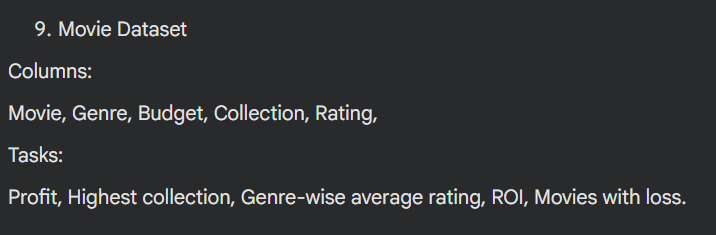 9. Movie Dataset
Columns:
Movie, Genre, Budget, Collection, Rating,
Tasks:
Profit, Highest collection, Genre-wise average rating, ROI, Movies with loss.